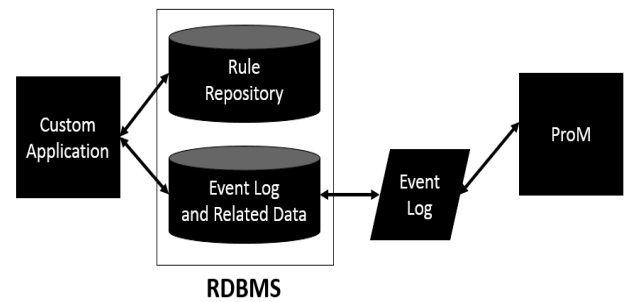 Custom
Application
Rule
Repository
Event Log
and Related Data
Event
Log
ProM
RDBMS